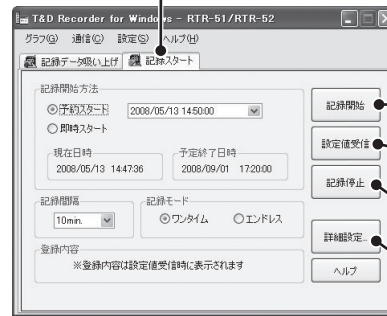 T&D Recorder for Windows - RTR-51/RTR-52
グラフ(G) 通信(C) 設定(S) ヘルプ(H)
記録データ吸い上げ 記録スタート
記録開始方法
予約スタート 2008/05/13 14:50:00
即時スタート
現在日時 予定終了日時
2008/05/13 14:47:36 2008/09/01 17:20:00
記録間隔 記録モード
10min. ワンタイム エンドレス
登録内容
※登録内容は設定値受信時に表示されます
記録開始
設定値受信
記録停止
詳細設定...
ヘルプ